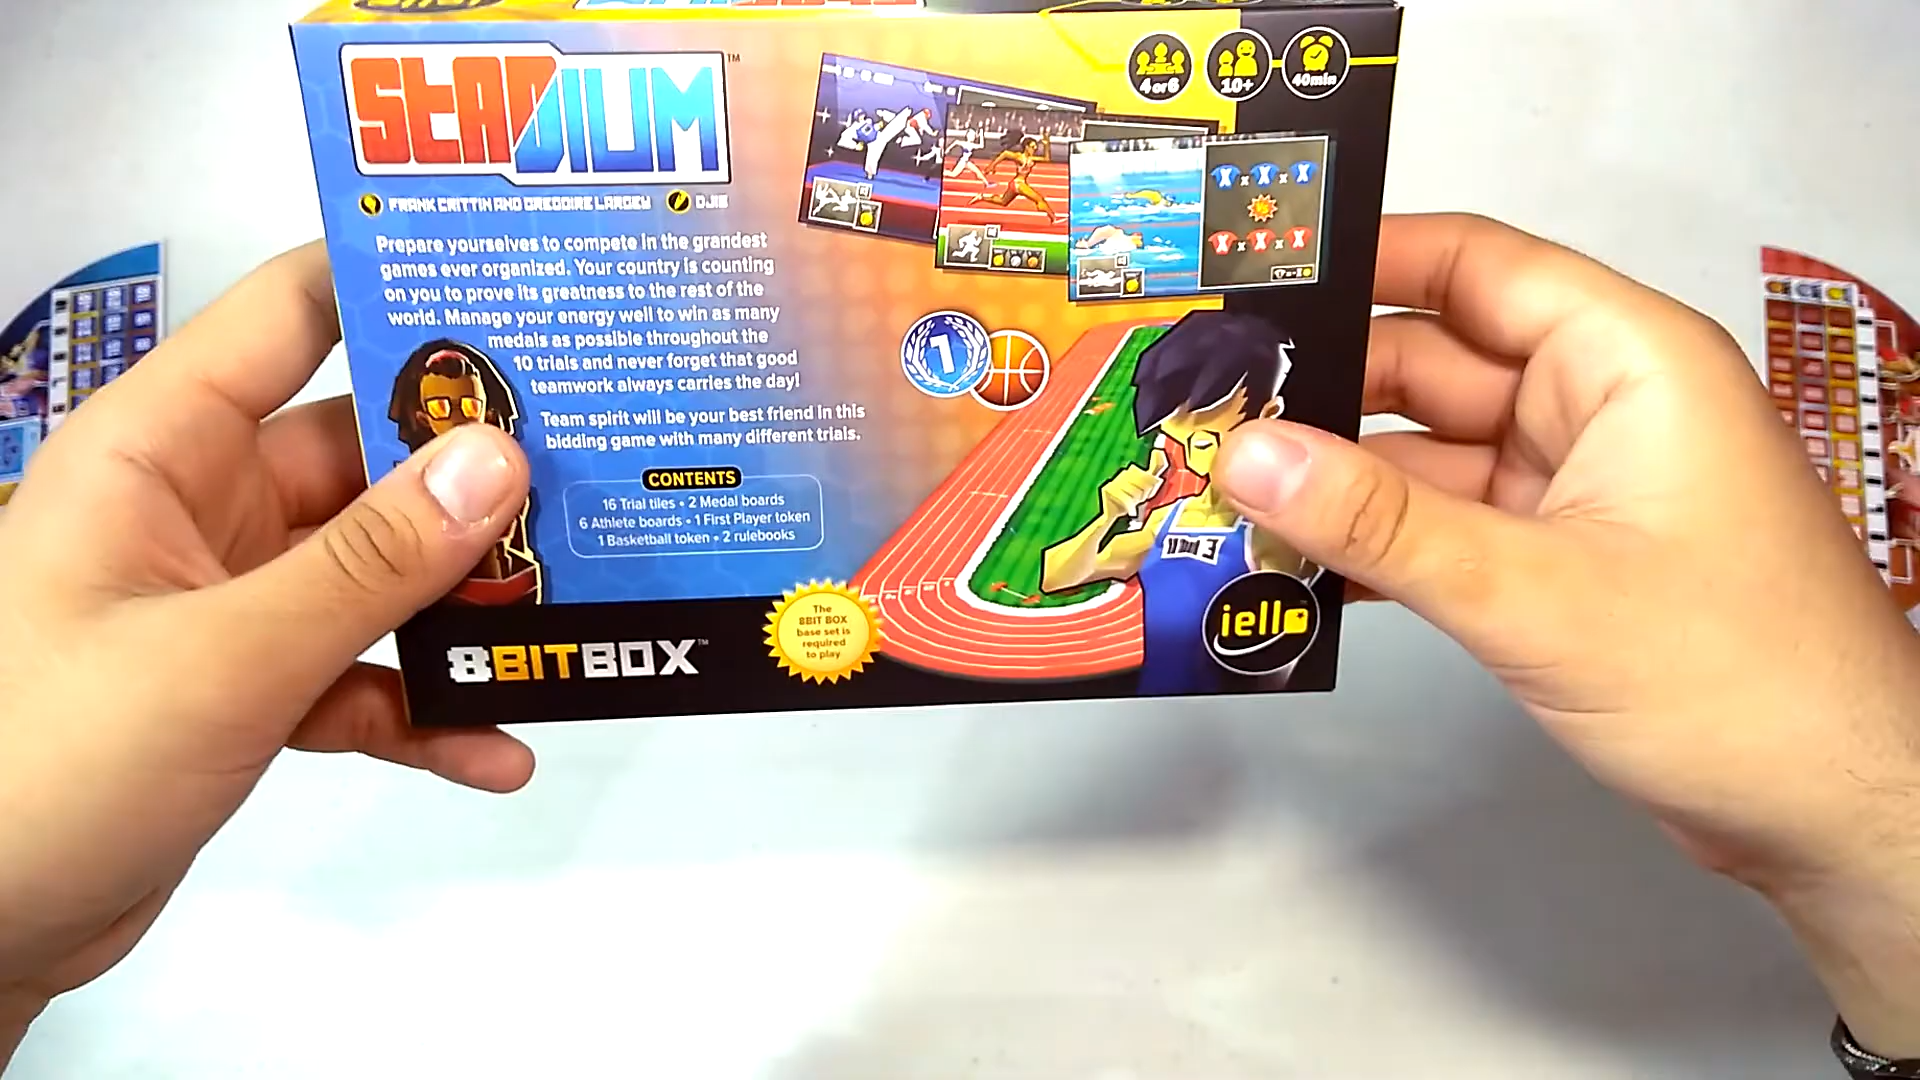 STADIUM™
4 or 6
10+
40min
FRANK CRITTIN AND GREGOIRE LARGEY DJIB
Prepare yourselves to compete in the grandest
games ever organized. Your country is counting
on you to prove its greatness to the rest of the
world. Manage your energy well to win as many
medals as possible throughout the
10 trials and never forget that good
teamwork always carries the day!
Team spirit will be your best friend in this
bidding game with many different trials.
1
CONTENTS
16 Trial tiles • 2 Medal boards
6 Athlete boards • 1 First Player token
1 Basketball token • 2 rulebooks
X x X x X
VS
X x X x X
The
8BIT BOX
base set is
required
to play
8BITBOX™
iello